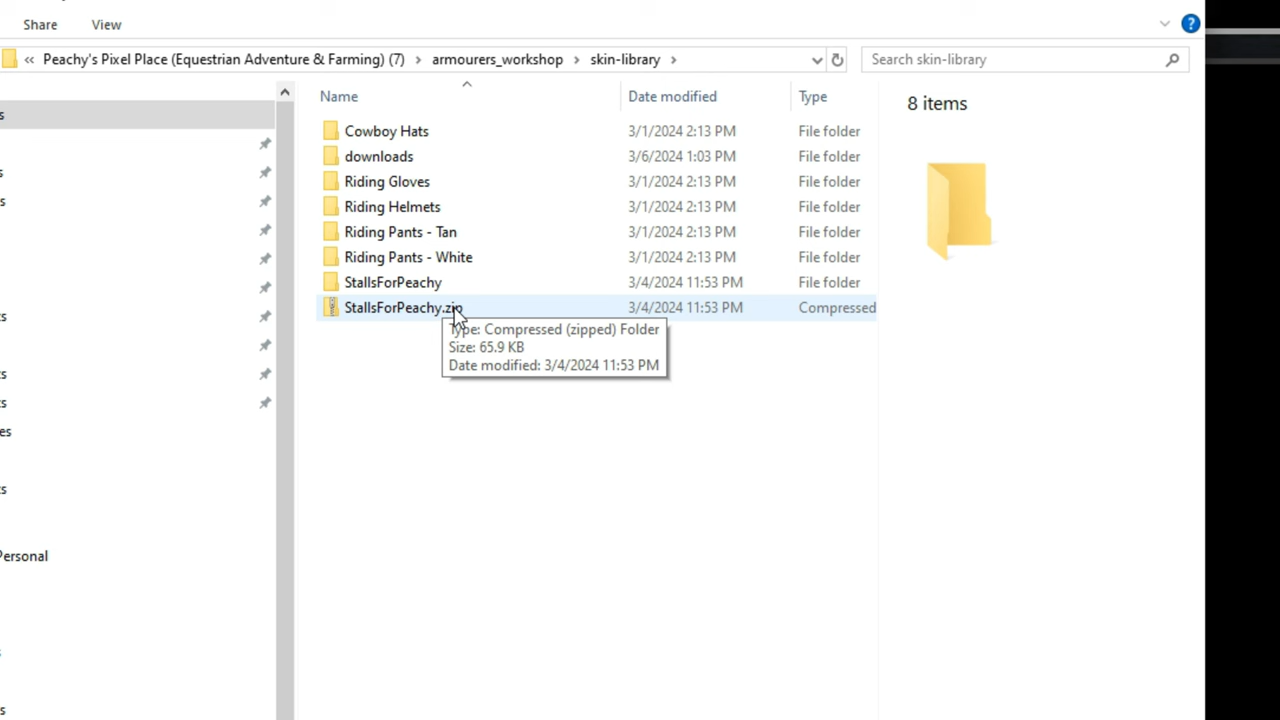 Share View
« Peachy's Pixel Place (Equestrian Adventure & Farming) (7) > armourers_workshop > skin-library > Search skin-library
Name Date modified Type
8 items
Cowboy Hats 3/1/2024 2:13 PM File folder
downloads 3/6/2024 1:03 PM File folder
Riding Gloves 3/1/2024 2:13 PM File folder
Riding Helmets 3/1/2024 2:13 PM File folder
Riding Pants - Tan 3/1/2024 2:13 PM File folder
Riding Pants - White 3/1/2024 2:13 PM File folder
StallsForPeachy 3/4/2024 11:53 PM File folder
StallsForPeachy.zip 3/4/2024 11:53 PM Compressed
Type: Compressed (zipped) Folder
Size: 65.9 KB
Date modified: 3/4/2024 11:53 PM
Personal